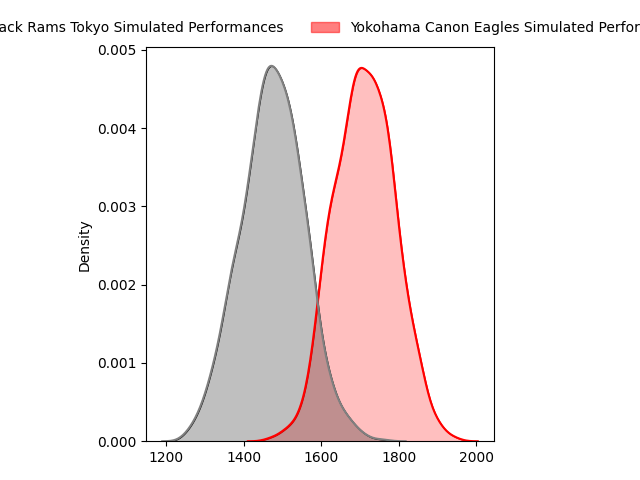 ack Rams Tokyo Simulated Performances
Yokohama Canon Eagles Simulated Perfor
0.005
0.004
0.003
0.002
0.001
0.000
Density
1200 1400 1600 1800 2000